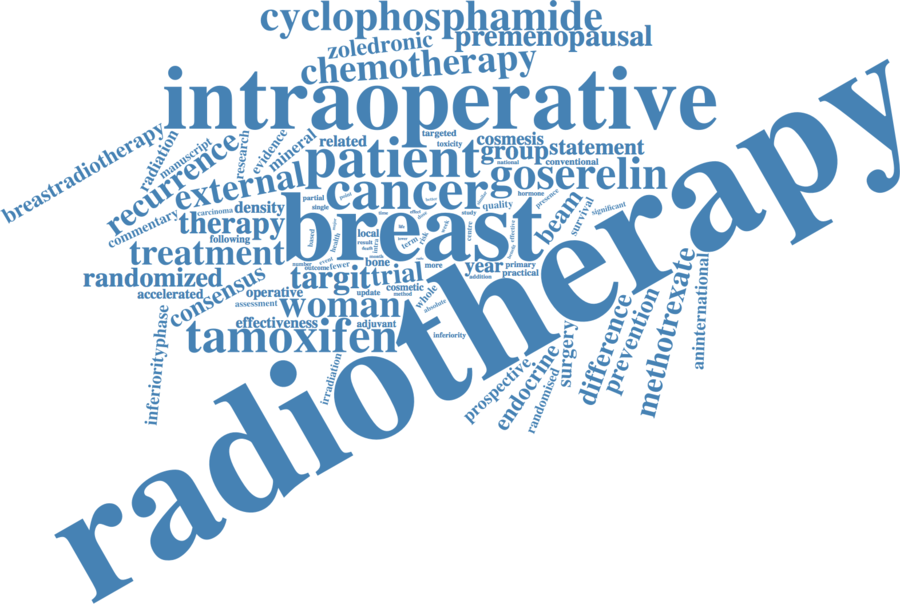 cyclophosphamide
zoledronic
premenopausal
chemotherapy
intraoperative
breastradiotherapy
radiation
manuscript
recurrence
research
evidence
mineral
related
targeted
toxicity
cosmesis
group
statement
national
conventional
patient
external
goserelin
cancer
commentary
carcinoma
density
partial
single
hormone
presence
quality
study
beam
survival
significant
therapy
following
breast
based
health
local
result
death
term
risk
centre
effective
treatment
randomized
consensus
number
event
outcome
fewer
bone
month
targit
trial
more
year
primary
addition
practical
accelerated
operative
assessment
update
cosmetic
method
whole
absolute
woman
effectiveness
adjuvant
inferiority
tamoxifen
inferiorityphase
irradiation
radiotherapy
prospective
endocrine
randomised
surgery
difference
prevention
methotrexate
aninternational